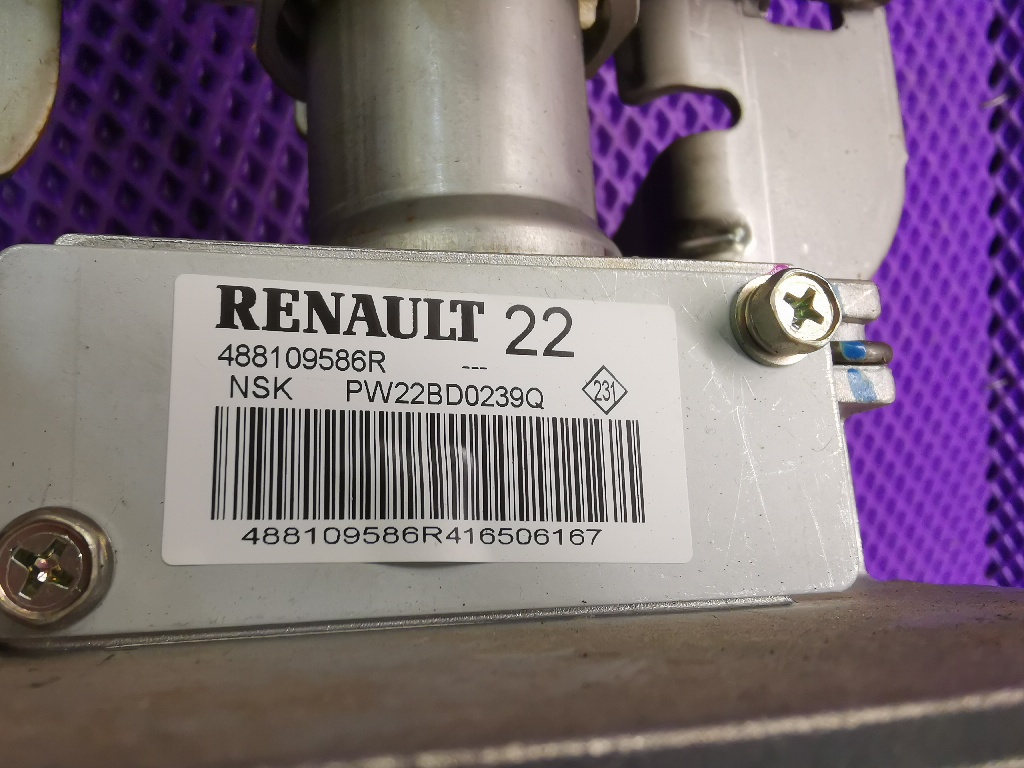 RENAULT 22
488109586R ---
NSK PW22BD0239Q 231
488109586R416506167